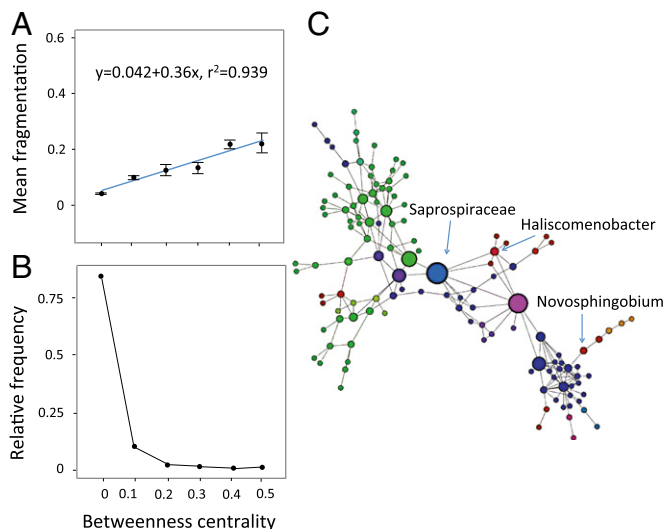 A
0.6
0.4
0.2
0
Mean fragmentation
y=0.042+0.36x, r²=0.939
B
0.75
0.5
0.25
0
Relative frequency
0 0.1 0.2 0.3 0.4 0.5
Betweenness centrality
C
Saprospiraceae
Haliscomenobacter
Novosphingobium